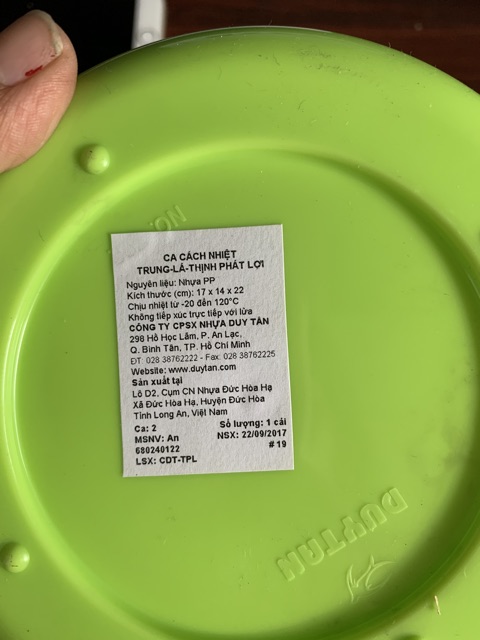 CA CÁCH NHIỆT
TRUNG-LÁ-THỊNH PHÁT LỢI
Nguyên liệu: Nhựa PP
Kích thước (cm): 17 x 14 x 22
Chịu nhiệt từ -20 đến 120°C
Không tiếp xúc trực tiếp với lửa
CÔNG TY CPSX NHỰA DUY TÂN
298 Hồ Học Lãm, P. An Lạc,
Q. Bình Tân, TP. Hồ Chí Minh
ĐT: 028 38762222 - Fax: 028 38762225
Website: www.duytan.com
Sản xuất tại
Lô D2, Cụm CN Nhựa Đức Hòa Hạ
Xã Đức Hòa Hạ, Huyện Đức Hòa
Tỉnh Long An, Việt Nam
Ca: 2 Số lượng: 1 cái
MSNV: An NSX: 22/09/2017
680240122 # 19
LSX: CDT-TPL
DUYTAN